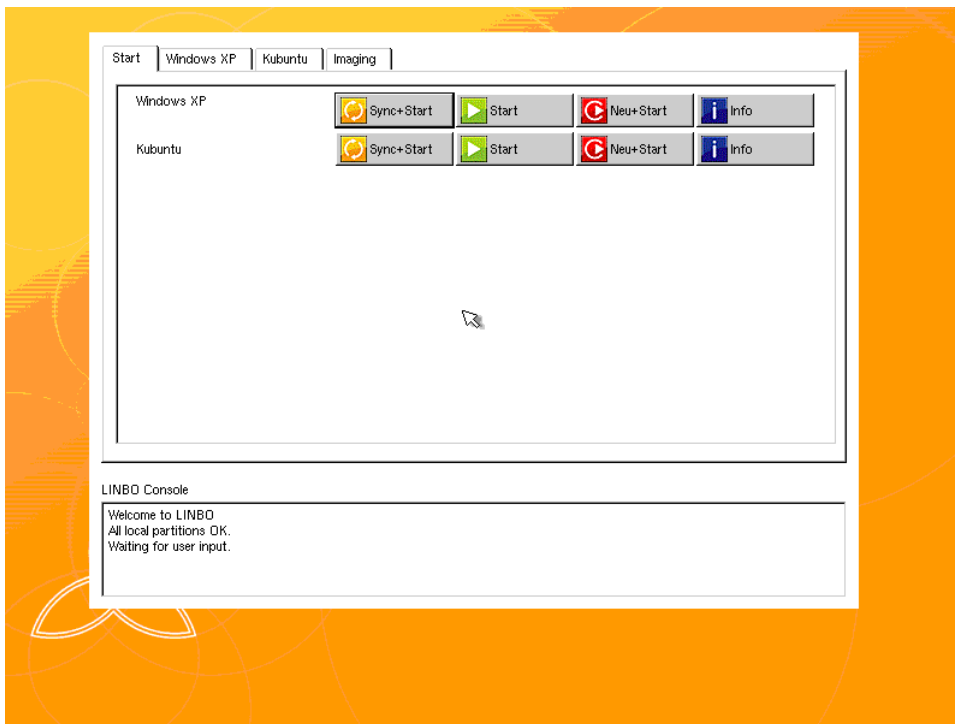 Start Windows XP Kubuntu Imaging
Windows XP Sync+Start Start Neu+Start Info
Kubuntu Sync+Start Start Neu+Start Info
LINBO Console
Welcome to LINBO
All local partitions OK.
Waiting for user input.